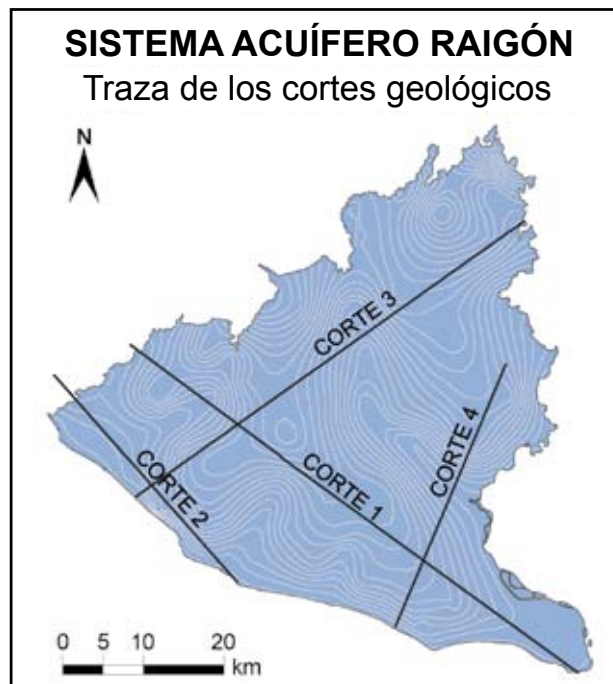 SISTEMA ACUÍFERO RAIGÓN
Traza de los cortes geológicos
N
CORTE 3
CORTE 4
CORTE 2
CORTE 1
0 5 10 20
km